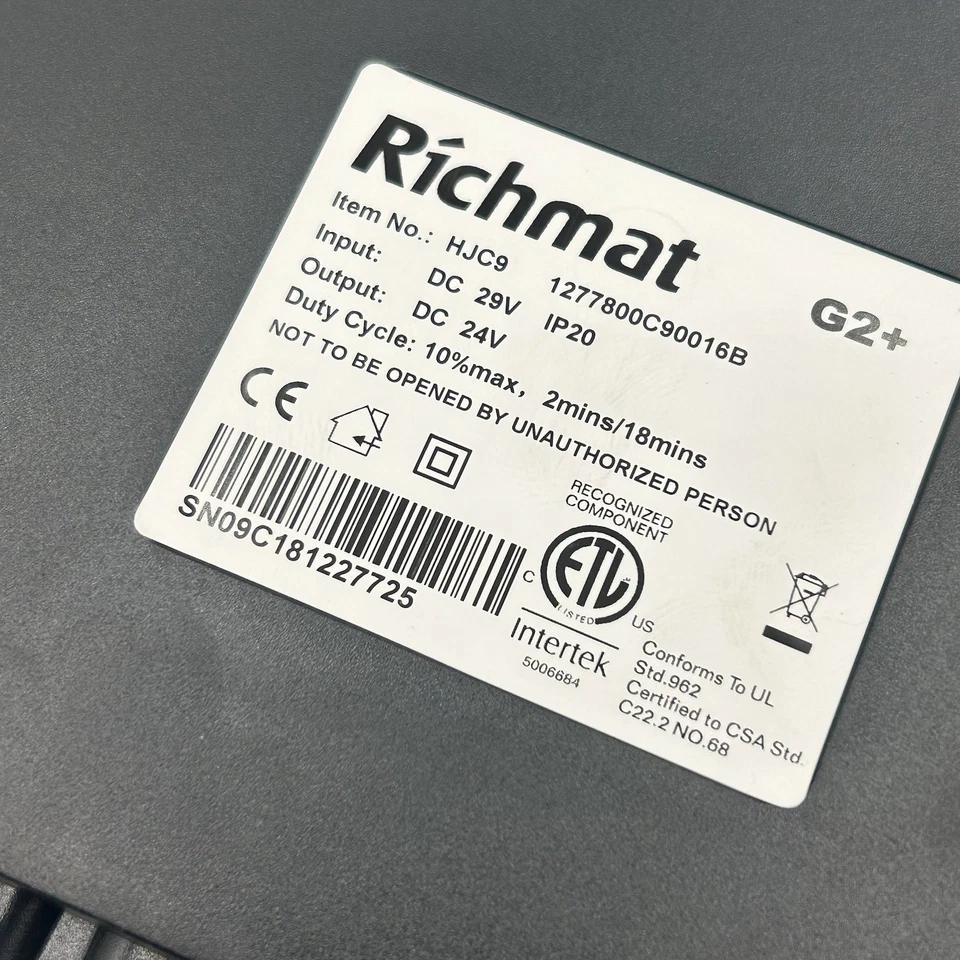 Richmat
Item No.: HJC9 1277800C90016B
Input: DC 29V IP20
Output: DC 24V
Duty Cycle: 10%max, 2mins/18mins
NOT TO BE OPENED BY UNAUTHORIZED PERSON
G2+
CE
SN09C181227725
RECOGNIZED
COMPONENT
C ETL US
LISTED
Intertek
5006684
Conforms To UL
Std.962
Certified to CSA Std.
C22.2 NO.68